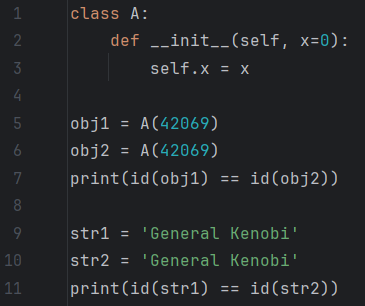 1 class A:
2     def __init__(self, x=0):
3         self.x = x
4
5 obj1 = A(42069)
6 obj2 = A(42069)
7 print(id(obj1) == id(obj2))
8
9 str1 = 'General Kenobi'
10 str2 = 'General Kenobi'
11 print(id(str1) == id(str2))